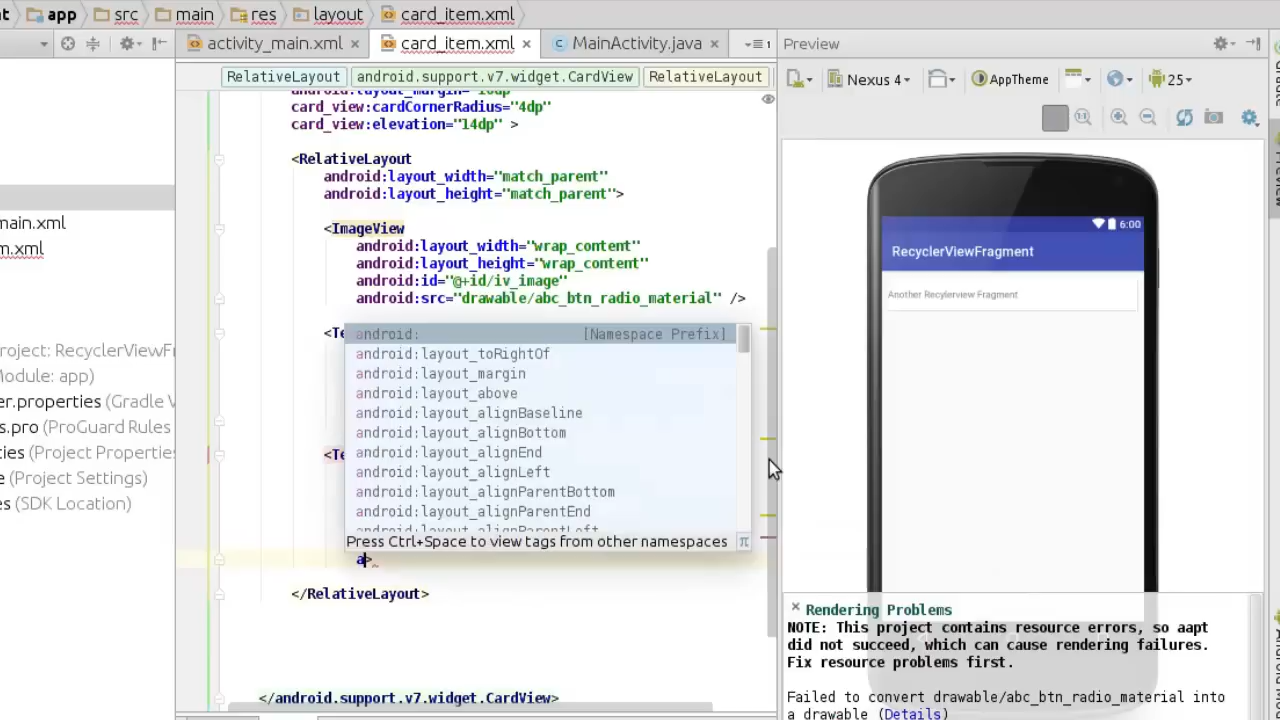 app src main res layout card_item.xml
activity_main.xml card_item.xml MainActivity.java
Preview
RelativeLayout android.support.v7.widget.CardView RelativeLayout
Nexus 4 AppTheme 25
card_view:cardCornerRadius="4dp"
card_view:elevation="14dp" >
<RelativeLayout
android:layout_width="match_parent"
android:layout_height="match_parent">
<ImageView
android:layout_width="wrap_content"
android:layout_height="wrap_content"
android:id="@+id/iv_image"
android:src="drawable/abc_btn_radio_material" />
<Te
android: [Namespace Prefix]
android:layout_toRightOf
android:layout_margin
android:layout_above
android:layout_alignBaseline
android:layout_alignBottom
android:layout_alignEnd
android:layout_alignLeft
android:layout_alignParentBottom
android:layout_alignParentEnd
android:layout_alignParentLeft
Press Ctrl+Space to view tags from other namespaces π
<Te
a>
</RelativeLayout>
</android.support.v7.widget.CardView>
main.xml
m.xml
roject: RecyclerViewFr
Module: app)
er.properties (Gradle V
s.pro (ProGuard Rules
ties (Project Properties
e (Project Settings)
s (SDK Location)
6:00
RecyclerViewFragment
Another Recylerview Fragment
Rendering Problems
NOTE: This project contains resource errors, so aapt
did not succeed, which can cause rendering failures.
Fix resource problems first.
Failed to convert drawable/abc_btn_radio_material into
a drawable (Details)